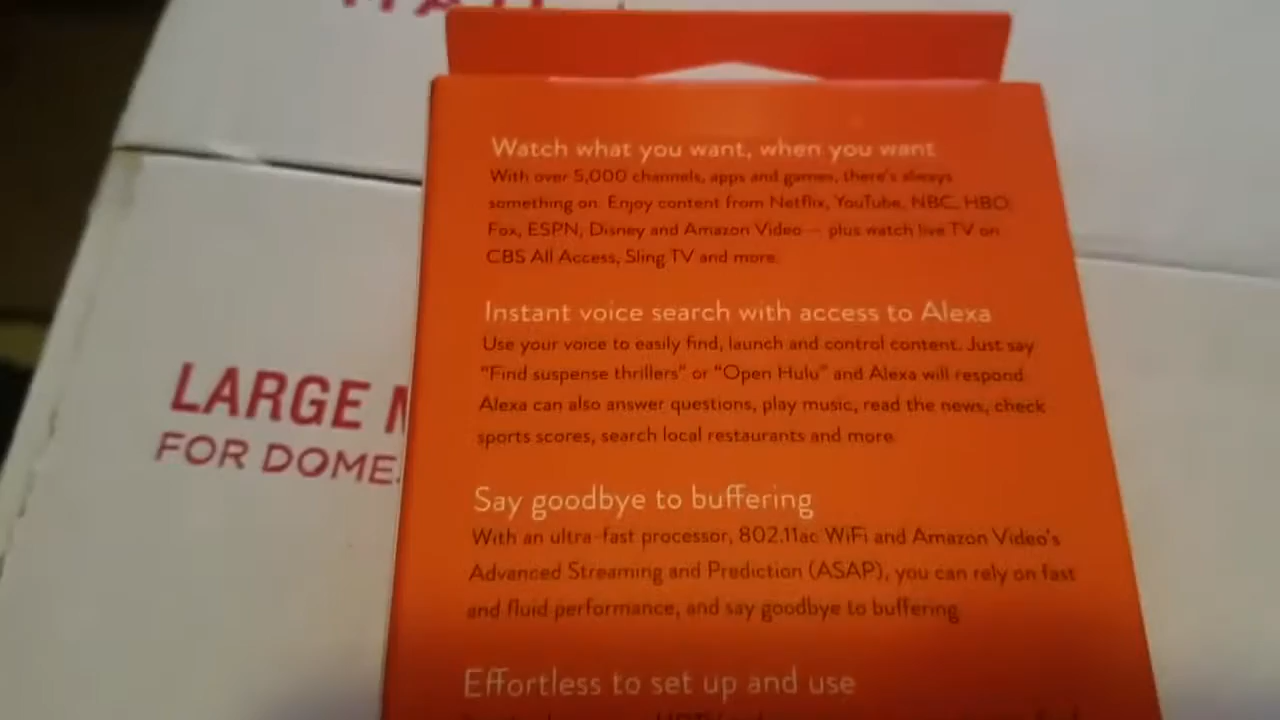 Watch what you want, when you want
With over 5,000 channels, apps and games, there's always
something on. Enjoy content from Netflix, YouTube, NBC, HBO,
Fox, ESPN, Disney and Amazon Video — plus watch live TV on
CBS All Access, Sling TV and more.
Instant voice search with access to Alexa
Use your voice to easily find, launch and control content. Just say
"Find suspense thrillers" or "Open Hulu" and Alexa will respond.
Alexa can also answer questions, play music, read the news, check
sports scores, search local restaurants and more.
LARGE
FOR
Say goodbye to buffering
With an ultra-fast processor, 802.11ac WiFi and Amazon Video's
Advanced Streaming and Prediction (ASAP), you can rely on fast
and fluid performance, and say goodbye to buffering.
Effortless to set up and use